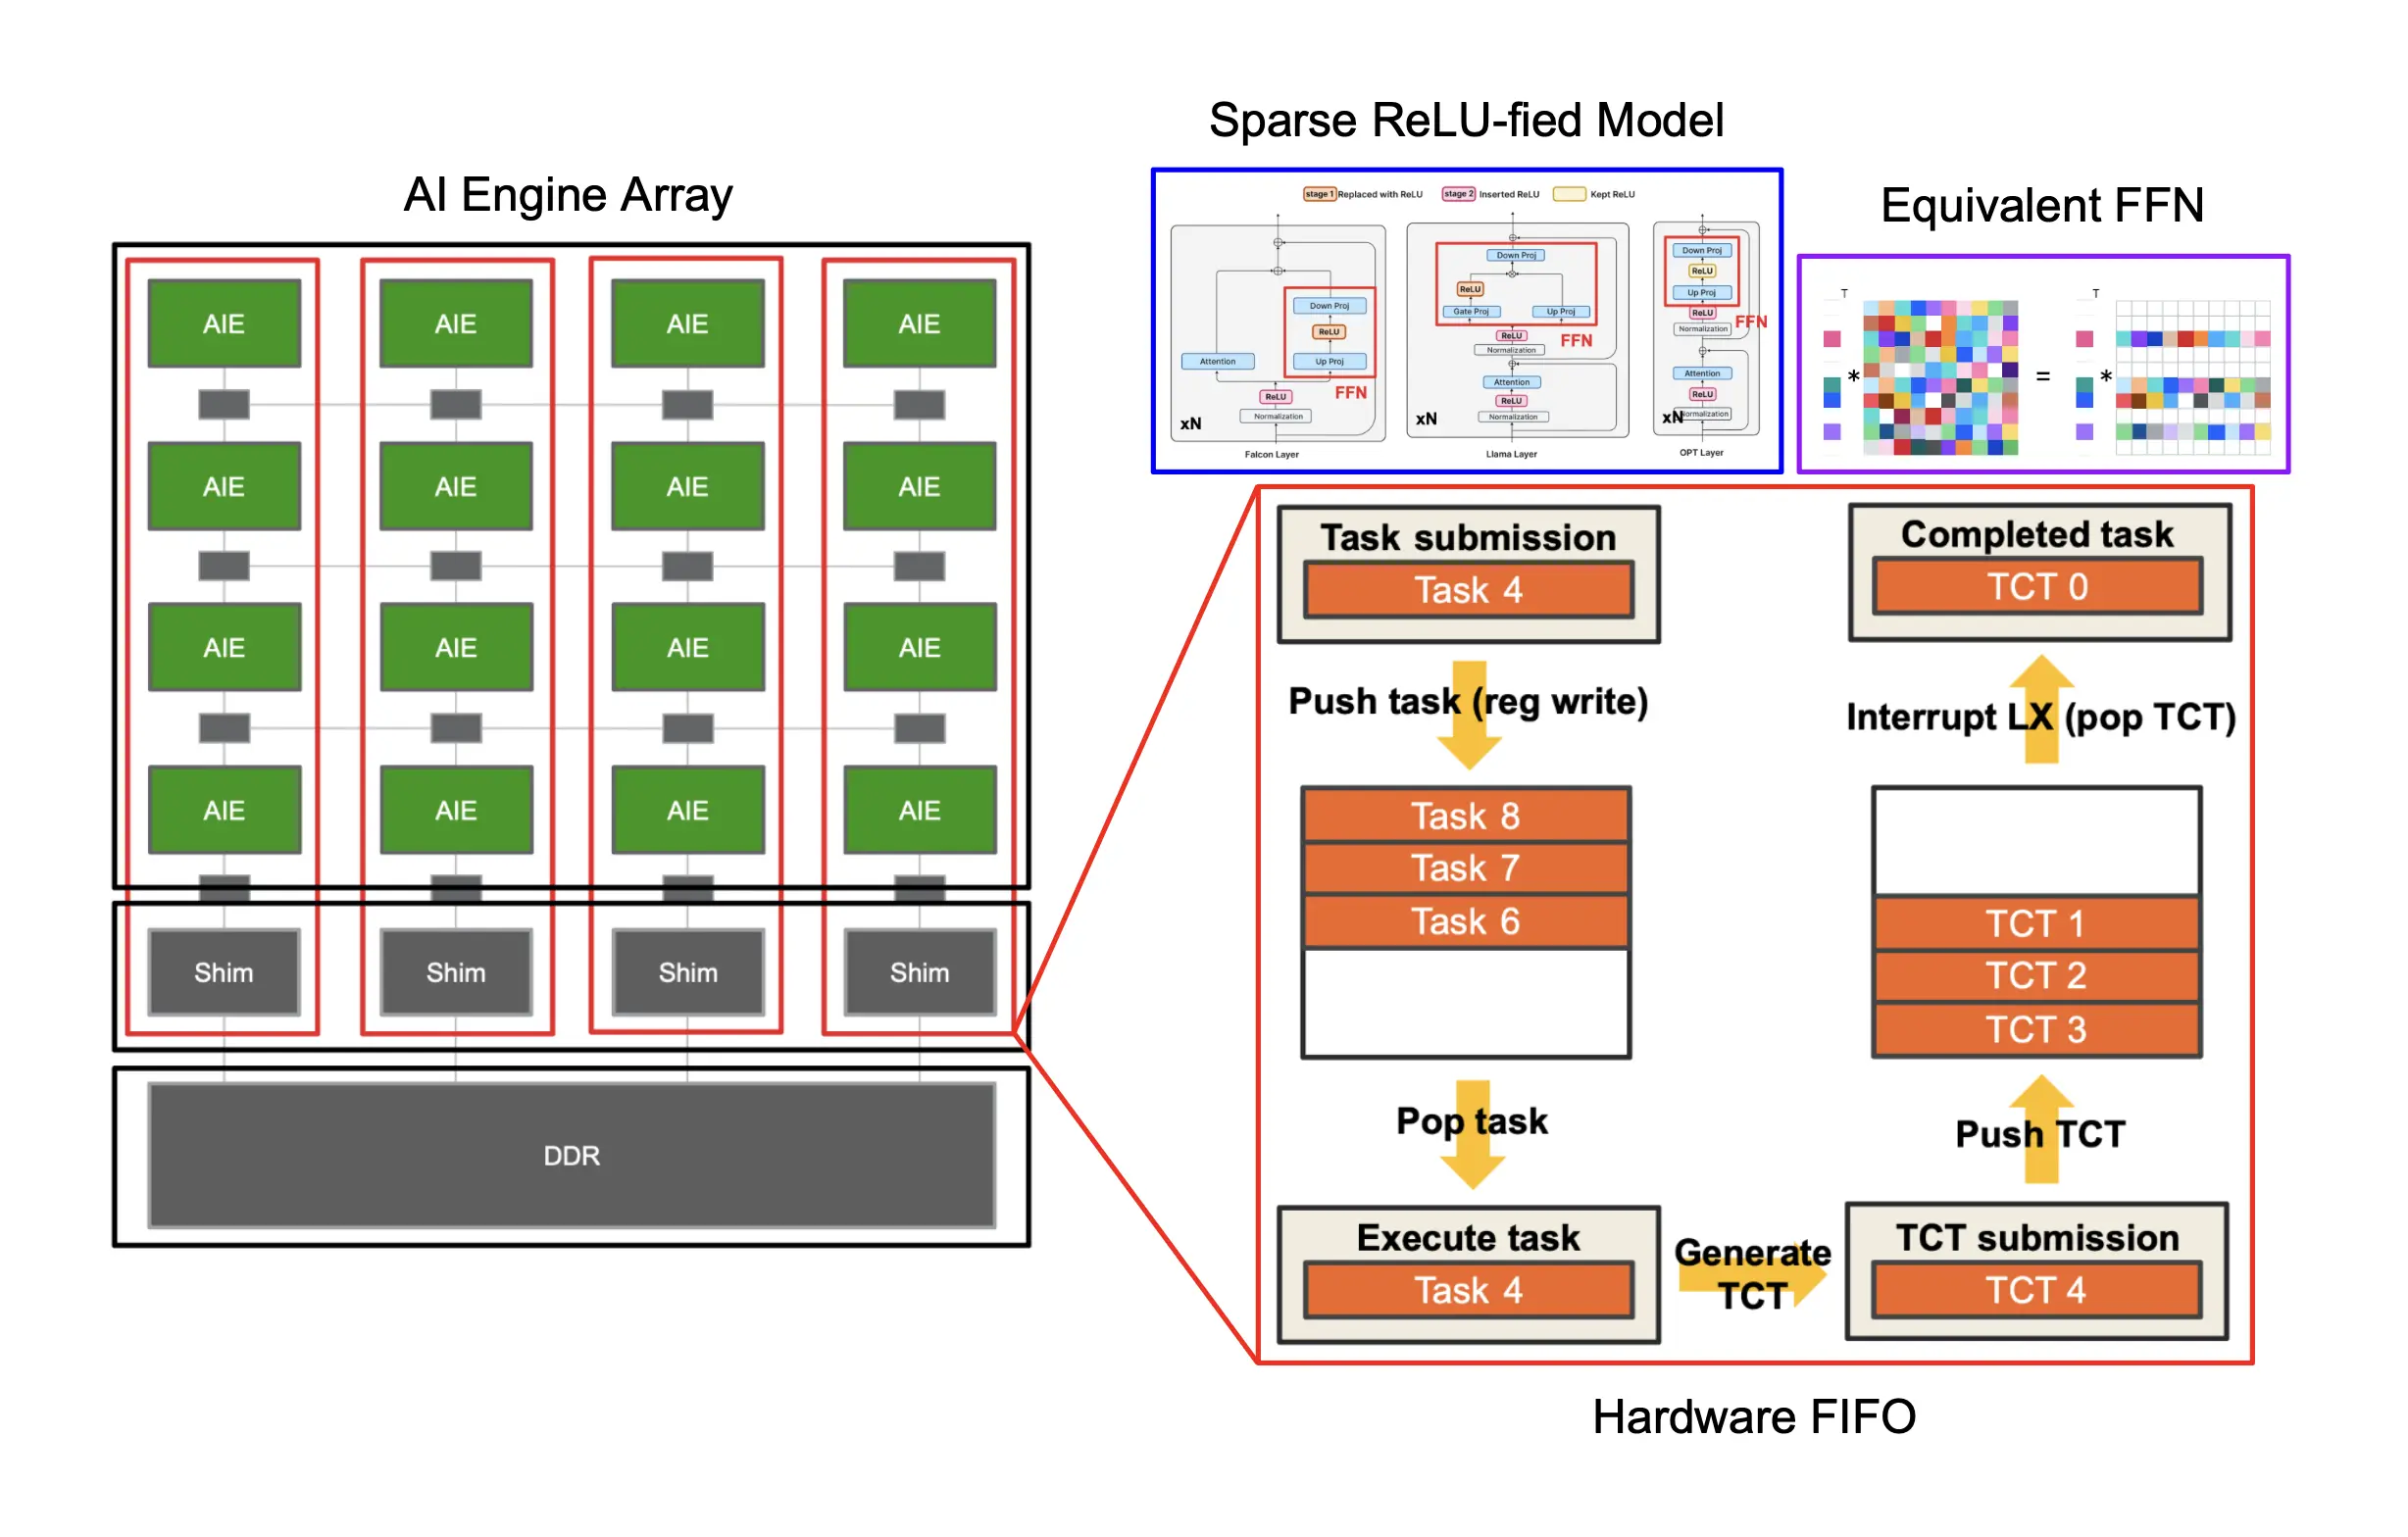 Sparse ReLU-fied Model
AI Engine Array
Equivalent FFN
AIE AIE AIE AIE
AIE AIE AIE AIE
AIE AIE AIE AIE
AIE AIE AIE AIE
Shim Shim Shim Shim
DDR
stage 1 Replaced with ReLU stage 2 Inserted ReLU Kept ReLU
Down Proj
ReLU
Up Proj
FFN
Attention
ReLU
Normalization
xN
Falcon Layer
Down Proj
ReLU
Gate Proj Up Proj
FFN
ReLU
Normalization
Attention
ReLU
Normalization
xN
Llama Layer
Down Proj
ReLU
Up Proj
FFN
ReLU
Normalization
Attention
ReLU
Normalization
xN
OPT Layer
T T
* = *
Task submission
Task 4
Push task (reg write)
Task 8
Task 7
Task 6
Pop task
Execute task
Task 4
Generate
TCT
TCT submission
TCT 4
Push TCT
TCT 1
TCT 2
TCT 3
Interrupt LX (pop TCT)
Completed task
TCT 0
Hardware FIFO